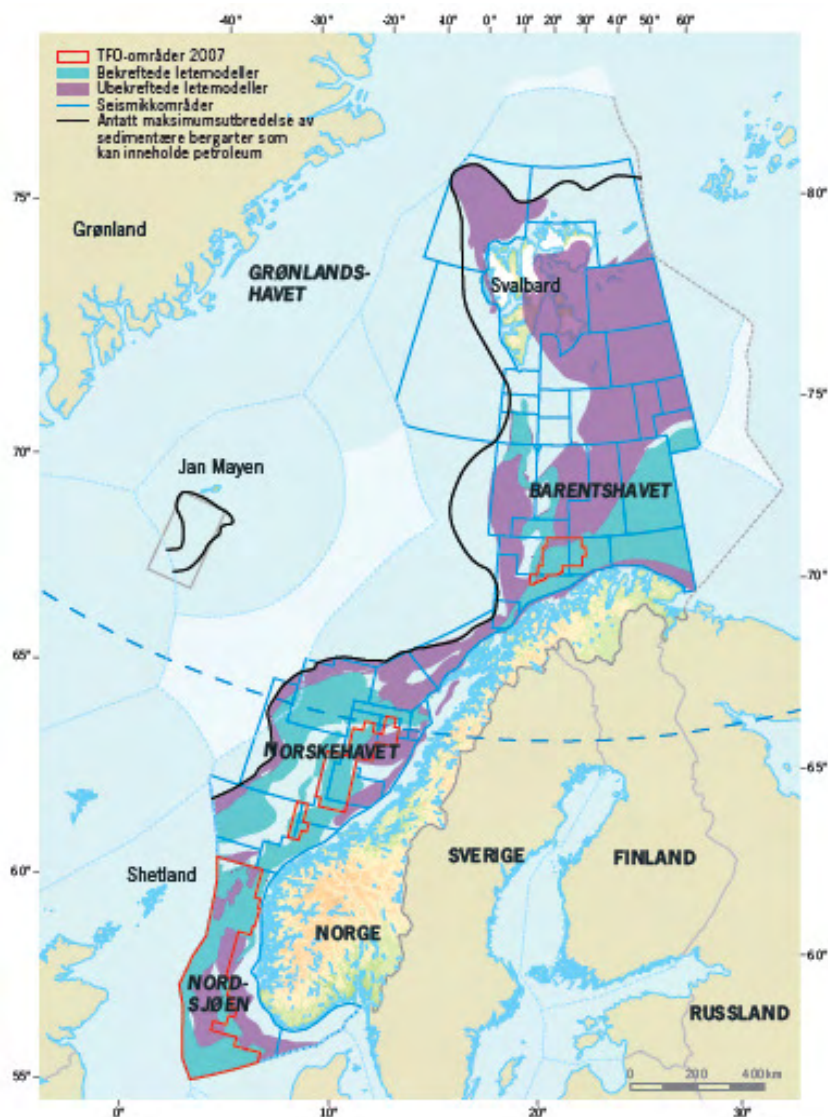 -40° -30° -20° -10° 0° 10° 20° 30° 40° 50° 60°
TFO-områder 2007
Bekreftede letemodeller
Ubekreftede letemodeller
Seismikkområder
Antatt maksimumsutbredelse av
sedimentære bergarter som
kan inneholde petroleum
75°
80°
Grønland
GRØNLANDS-
HAVET
Svalbard
75°
70°
Jan Mayen
BARENTSHAVET
70°
65°
NORSKEHAVET
65°
SVERIGE
FINLAND
60°
Shetland
NORGE
60°
NORD-
SJØEN
RUSSLAND
55°
0 200 400 km
0° 10° 20° 30°